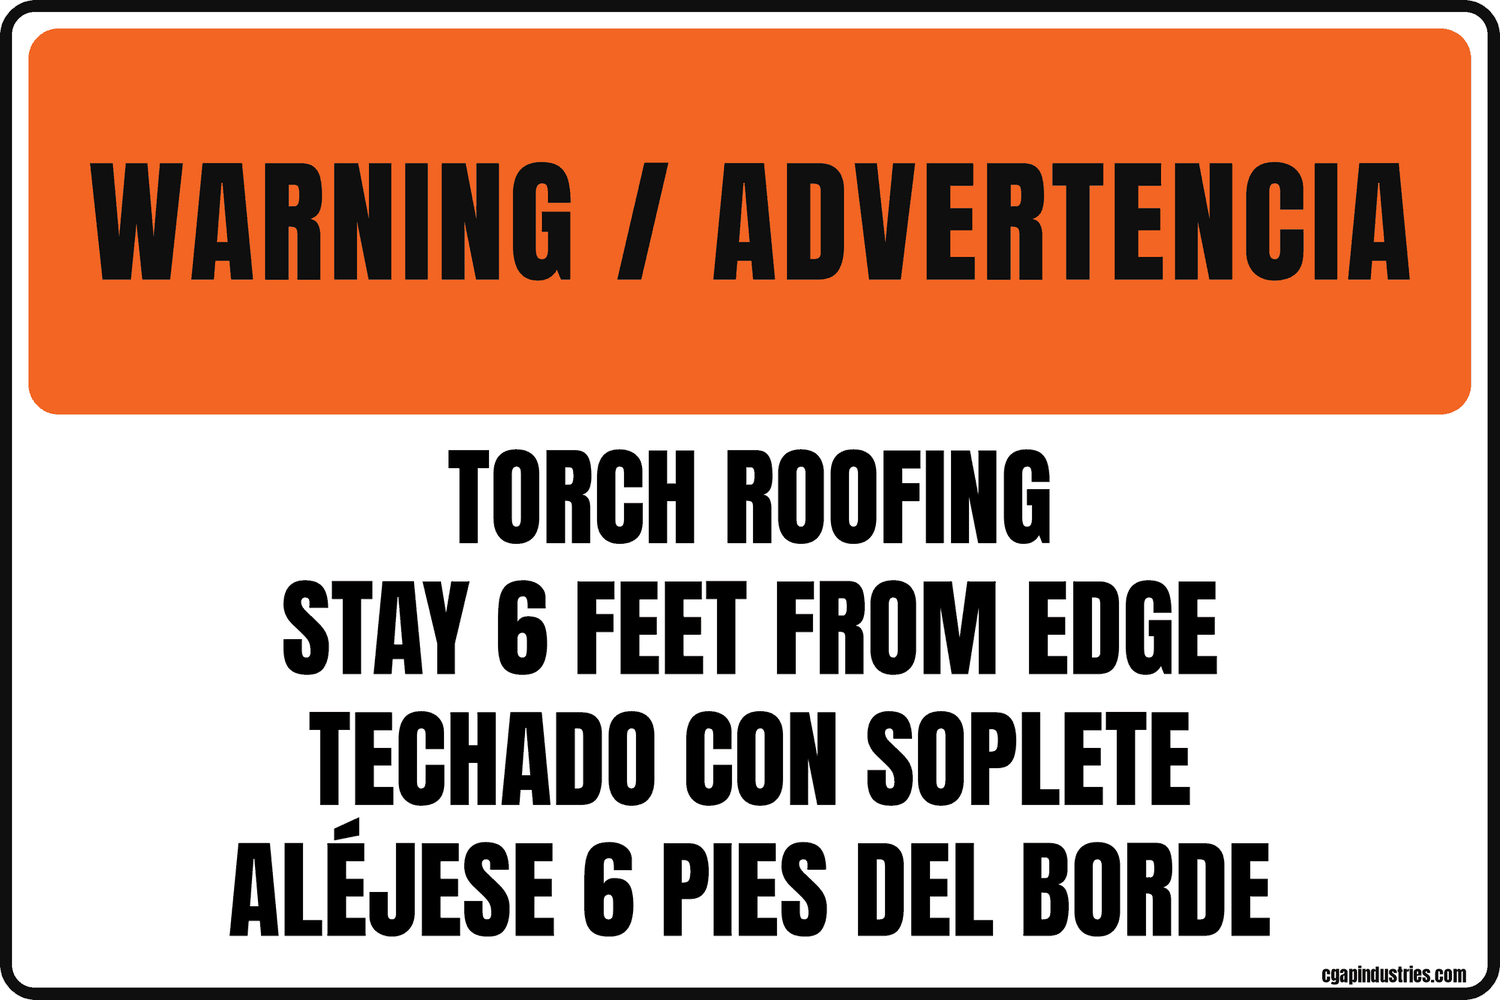 WARNING / ADVERTENCIA
TORCH ROOFING
STAY 6 FEET FROM EDGE
TECHADO CON SOPLETE
ALÉJESE 6 PIES DEL BORDE
cgapindustries.com